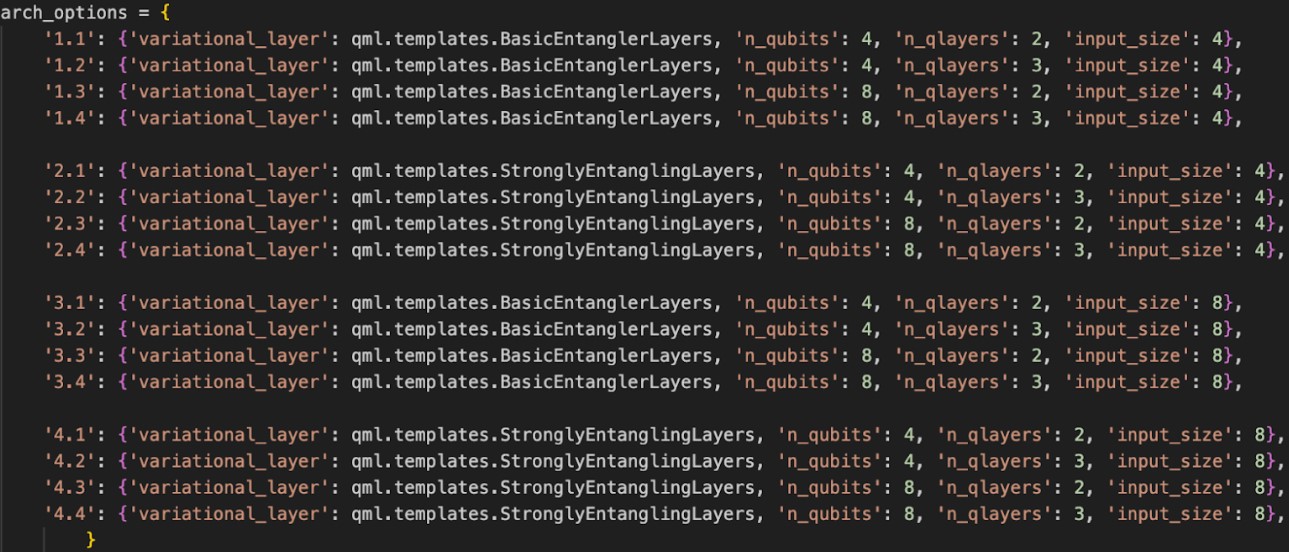 arch_options = {
'1.1': {'variational_layer': qml.templates.BasicEntanglerLayers, 'n_qubits': 4, 'n_qlayers': 2, 'input_size': 4},
'1.2': {'variational_layer': qml.templates.BasicEntanglerLayers, 'n_qubits': 4, 'n_qlayers': 3, 'input_size': 4},
'1.3': {'variational_layer': qml.templates.BasicEntanglerLayers, 'n_qubits': 8, 'n_qlayers': 2, 'input_size': 4},
'1.4': {'variational_layer': qml.templates.BasicEntanglerLayers, 'n_qubits': 8, 'n_qlayers': 3, 'input_size': 4},
'2.1': {'variational_layer': qml.templates.StronglyEntanglingLayers, 'n_qubits': 4, 'n_qlayers': 2, 'input_size': 4},
'2.2': {'variational_layer': qml.templates.StronglyEntanglingLayers, 'n_qubits': 4, 'n_qlayers': 3, 'input_size': 4},
'2.3': {'variational_layer': qml.templates.StronglyEntanglingLayers, 'n_qubits': 8, 'n_qlayers': 2, 'input_size': 4},
'2.4': {'variational_layer': qml.templates.StronglyEntanglingLayers, 'n_qubits': 8, 'n_qlayers': 3, 'input_size': 4},
'3.1': {'variational_layer': qml.templates.BasicEntanglerLayers, 'n_qubits': 4, 'n_qlayers': 2, 'input_size': 8},
'3.2': {'variational_layer': qml.templates.BasicEntanglerLayers, 'n_qubits': 4, 'n_qlayers': 3, 'input_size': 8},
'3.3': {'variational_layer': qml.templates.BasicEntanglerLayers, 'n_qubits': 8, 'n_qlayers': 2, 'input_size': 8},
'3.4': {'variational_layer': qml.templates.BasicEntanglerLayers, 'n_qubits': 8, 'n_qlayers': 3, 'input_size': 8},
'4.1': {'variational_layer': qml.templates.StronglyEntanglingLayers, 'n_qubits': 4, 'n_qlayers': 2, 'input_size': 8},
'4.2': {'variational_layer': qml.templates.StronglyEntanglingLayers, 'n_qubits': 4, 'n_qlayers': 3, 'input_size': 8},
'4.3': {'variational_layer': qml.templates.StronglyEntanglingLayers, 'n_qubits': 8, 'n_qlayers': 2, 'input_size': 8},
'4.4': {'variational_layer': qml.templates.StronglyEntanglingLayers, 'n_qubits': 8, 'n_qlayers': 3, 'input_size': 8},
}